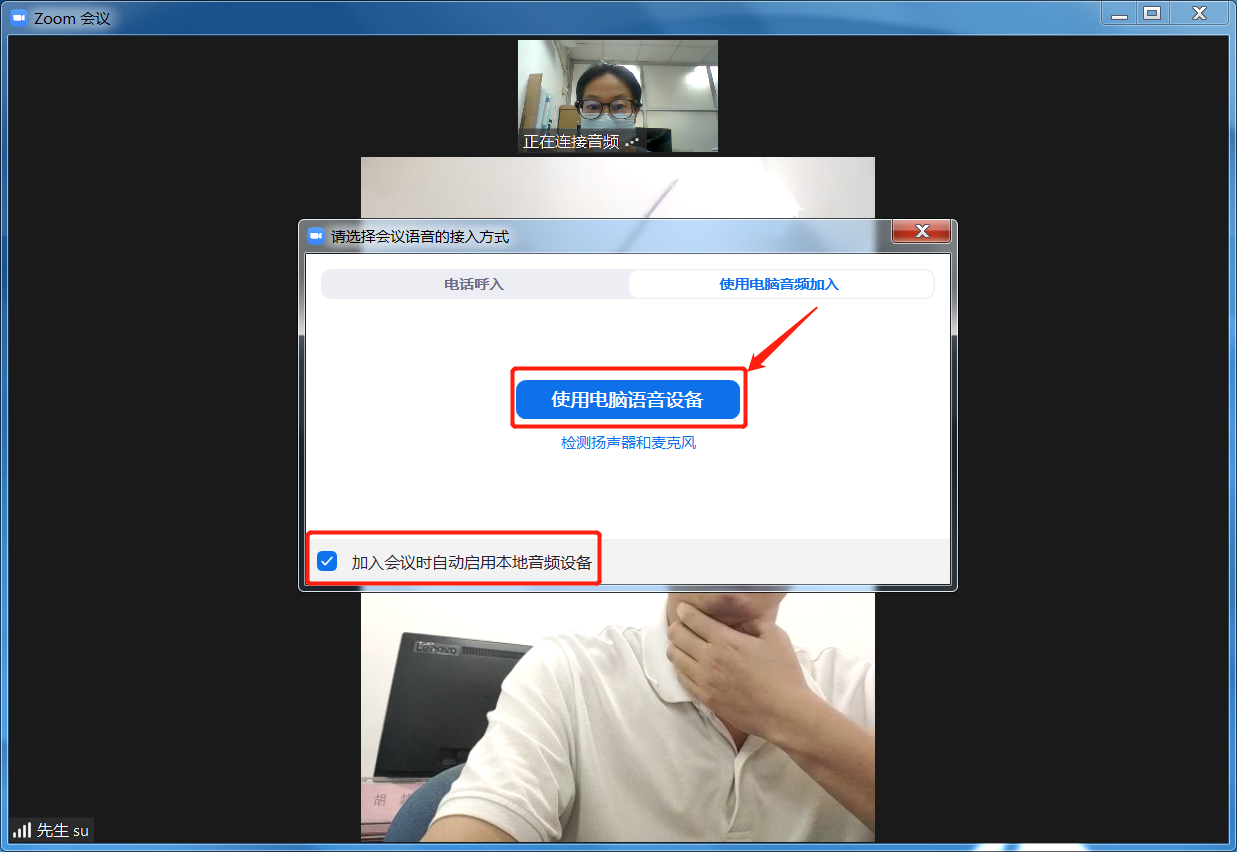 Zoom 会议
正在连接音频
请选择会议语音的接入方式
电话呼入
使用电脑音频加入
使用电脑语音设备
检测扬声器和麦克风
加入会议时自动启用本地音频设备
Lenovo
胡
先生 su